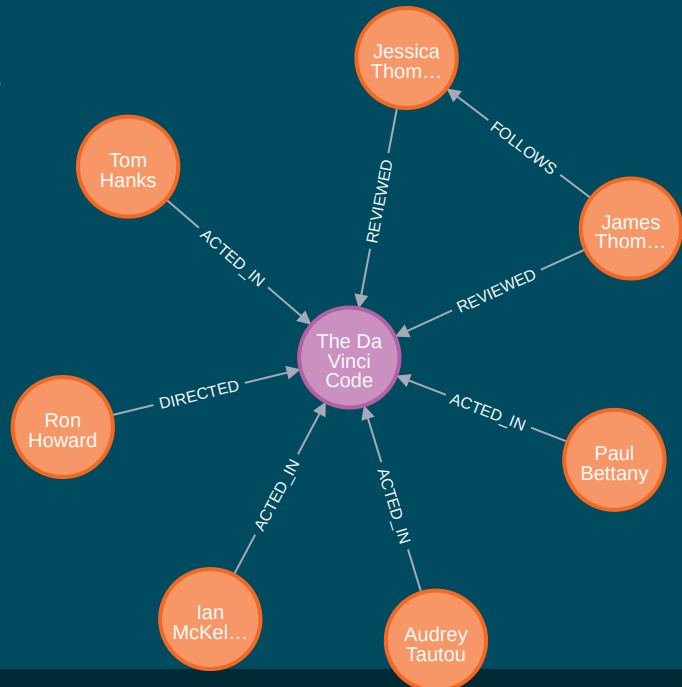 Jessica
Thom…
FOLLOWS
Tom
Hanks
REVIEWED
James
Thom…
ACTED_IN
REVIEWED
The Da
Vinci
Code
DIRECTED
ACTED_IN
Ron
Howard
Paul
Bettany
ACTED_IN
ACTED_IN
Ian
McKel…
Audrey
Tautou